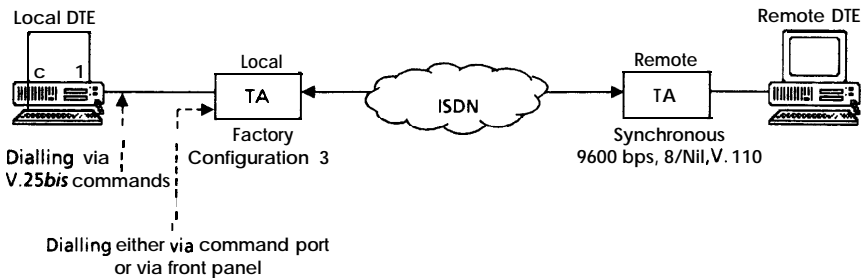 Local DTE
Remote DTE
c 1
Local
TA
ISDN
Remote
TA
Factory
Configuration 3
Synchronous
9600 bps, 8/Nil,V.110
Dialling via
V.25bis commands
Dialling either via command port
or via front panel